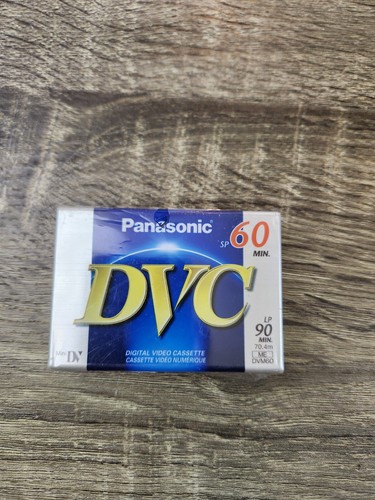 Panasonic
SP 60
MIN.
DVC
LP
90
MIN.
70.4m
ME
DVM60
DIGITAL VIDEO CASSETTE
CASSETTE VIDÉO NUMÉRIQUE
Mini DV